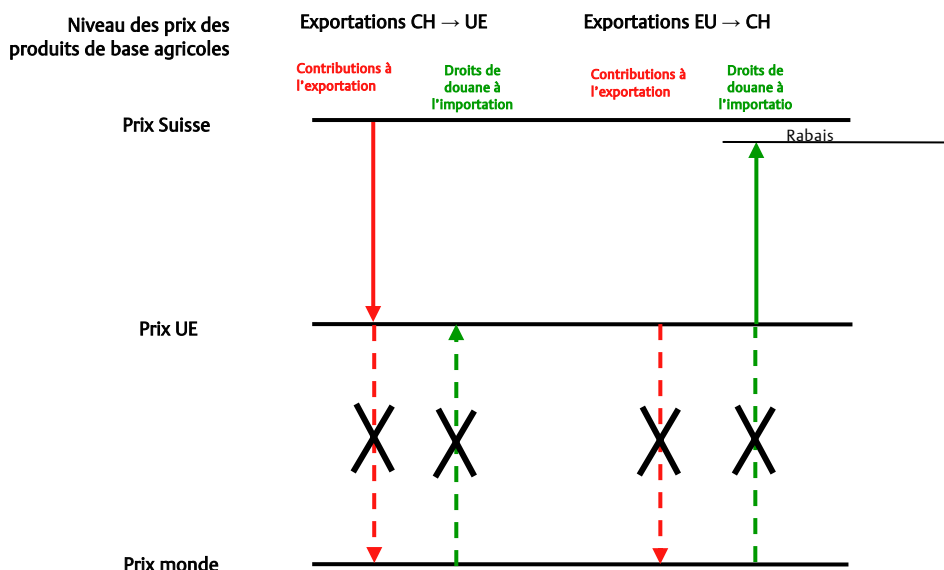 Niveau des prix des
produits de base agricoles
Exportations CH → UE
Exportations EU → CH
Contributions à
l'exportation
Droits de
douane à
l'importation
Contributions à
l'exportation
Droits de
douane à
l'importatio
Prix Suisse
Rabais
Prix UE
Prix monde